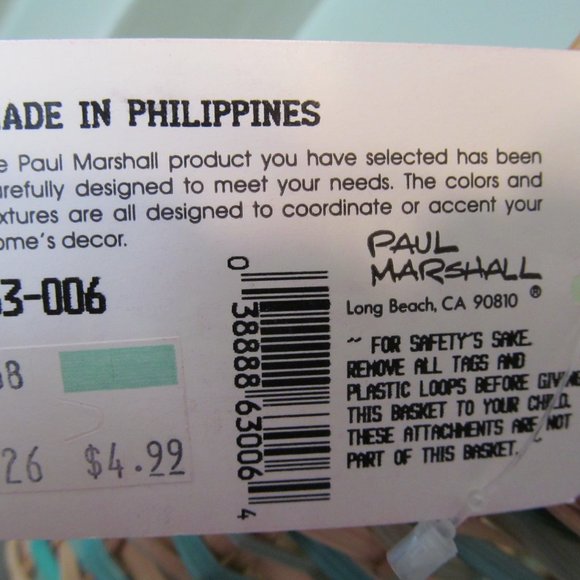 MADE IN PHILIPPINES
e Paul Marshall product you have selected has been
arefully designed to meet your needs. The colors and
xtures are all designed to coordinate or accent your
ome's decor.
3-006
PAUL
MARSHALL ®
Long Beach, CA 90810
0 38888 63006 4
~ FOR SAFETY'S SAKE.
REMOVE ALL TAGS AND
PLASTIC LOOPS BEFORE GIVING
THIS BASKET TO YOUR CHILD.
THESE ATTACHMENTS ARE NOT
PART OF THIS BASKET.
38
26 $4.99